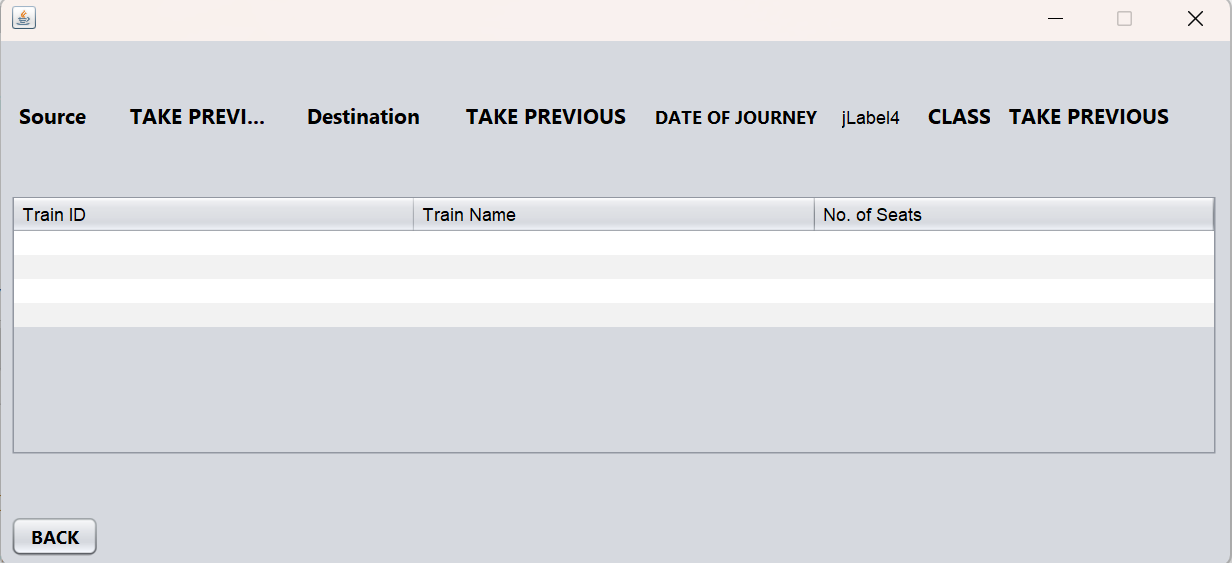 Source TAKE PREVI... Destination TAKE PREVIOUS DATE OF JOURNEY jLabel4 CLASS TAKE PREVIOUS
Train ID Train Name No. of Seats
BACK